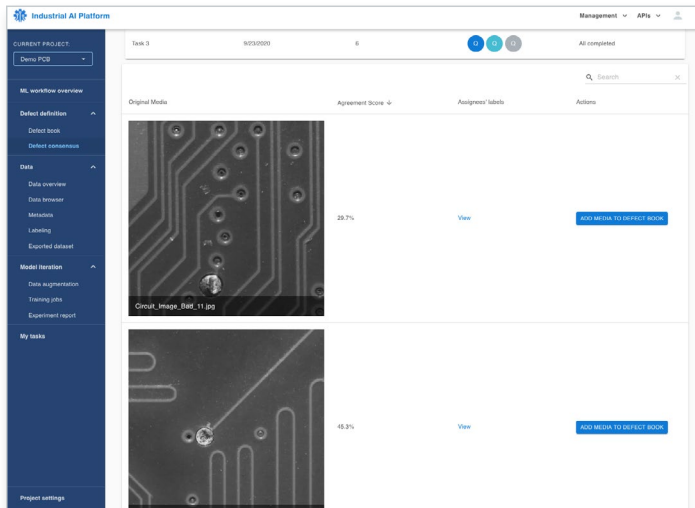 Industrial AI Platform
Management
APIs
CURRENT PROJECT:
Demo PCB
ML workflow overview
Defect definition
Defect book
Defect consensus
Data
Data overview
Data browser
Metadata
Labeling
Exported dataset
Model iteration
Data augmentation
Training jobs
Experiment report
My tasks
Project settings
Task 3 9/23/2020 6 Q Q Q All completed
Search
Original Media Agreement Score Assignees' labels Actions
29.7% View ADD MEDIA TO DEFECT BOOK
Circuit_Image_Bad_11.jpg
45.3% View ADD MEDIA TO DEFECT BOOK